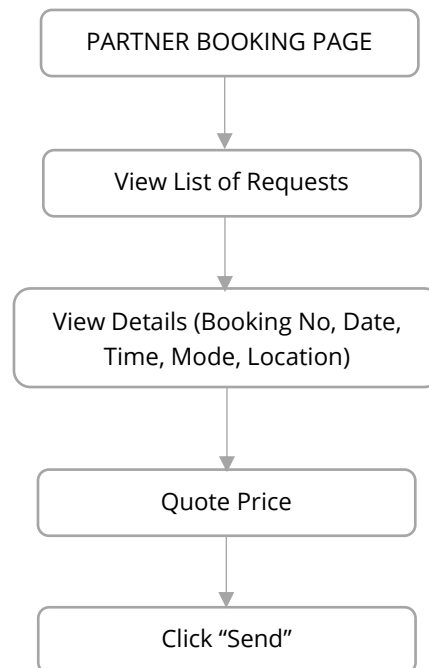 PARTNER BOOKING PAGE
View List of Requests
View Details (Booking No, Date,
Time, Mode, Location)
Quote Price
Click “Send”